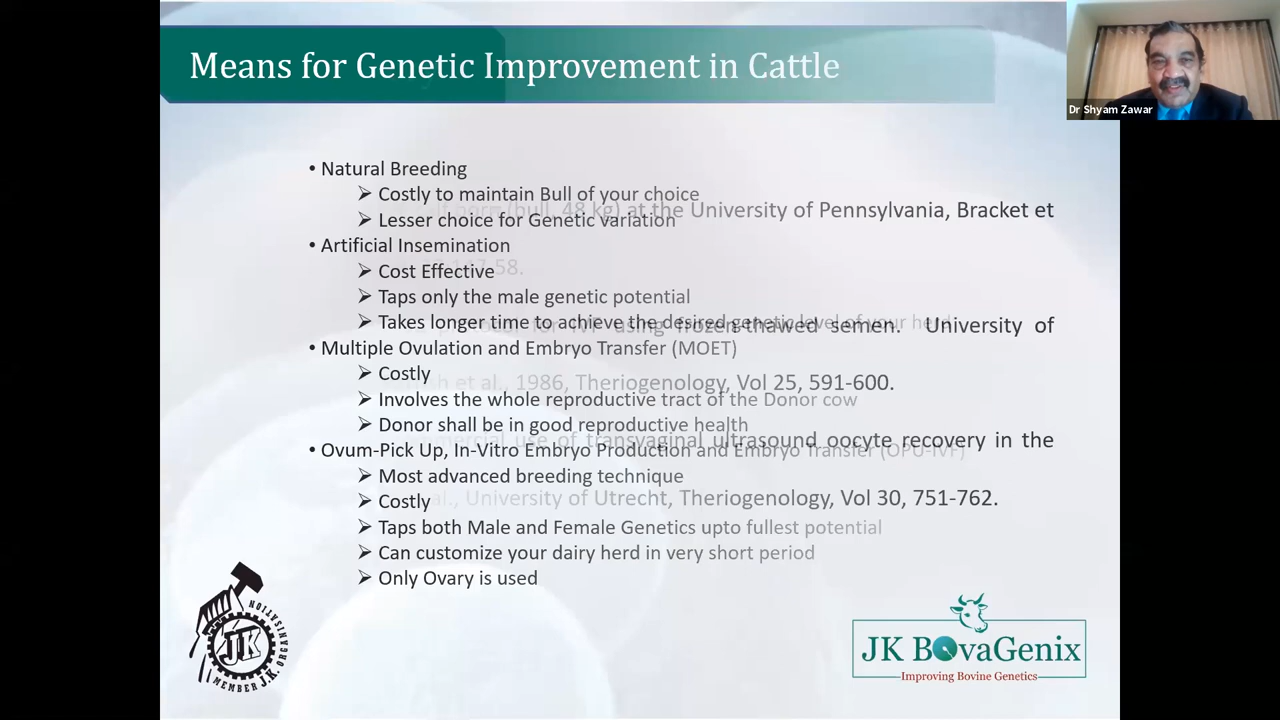 Means for Genetic Improvement in Cattle
Dr Shyam Zawar
• Natural Breeding
➢ Costly to maintain Bull of your choice
(bull, 48 kg) at the University of Pennsylvania, Bracket et
➢ Lesser choice for Genetic variation
• Artificial Insemination
58.
➢ Cost Effective
➢ Taps only the male genetic potential
➢ Takes longer time to achieve the desired genetic level of your herd
for IVF using frozen-thawed semen. University of
• Multiple Ovulation and Embryo Transfer (MOET)
➢ Costly
et al., 1986, Theriogenology, Vol 25, 591-600.
➢ Involves the whole reproductive tract of the Donor cow
➢ Donor shall be in good reproductive health
use of transvaginal ultrasound oocyte recovery in the
• Ovum-Pick Up, In-Vitro Embryo Production and Embryo Transfer (OPU-IVF)
➢ Most advanced breeding technique
➢ Costly
al., University of Utrecht, Theriogenology, Vol 30, 751-762.
➢ Taps both Male and Female Genetics upto fullest potential
➢ Can customize your dairy herd in very short period
➢ Only Ovary is used
JK
MEMBER J.K. ORGANISATION
JK BovaGenix
Improving Bovine Genetics